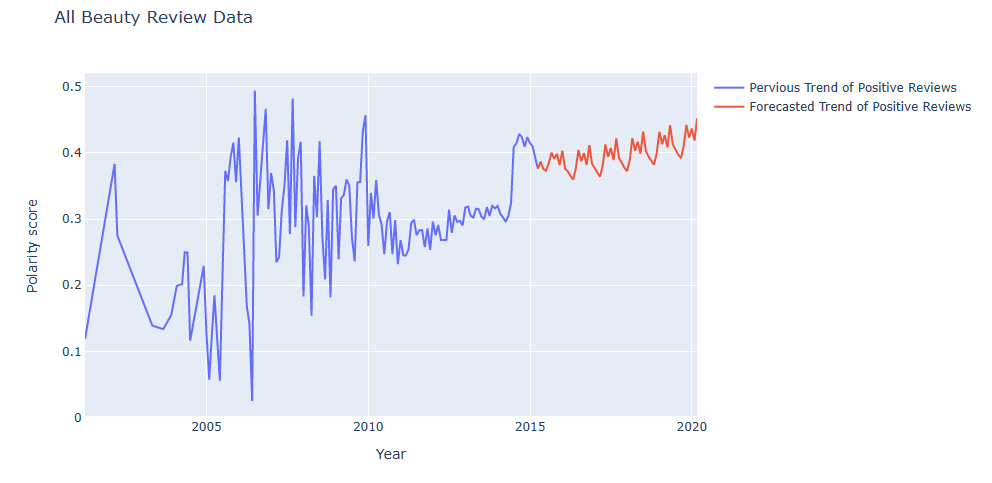 All Beauty Review Data
Pervious Trend of Positive Reviews
Forecasted Trend of Positive Reviews
Polarity score
0.5
0.4
0.3
0.2
0.1
0
2005
2010
2015
2020
Year